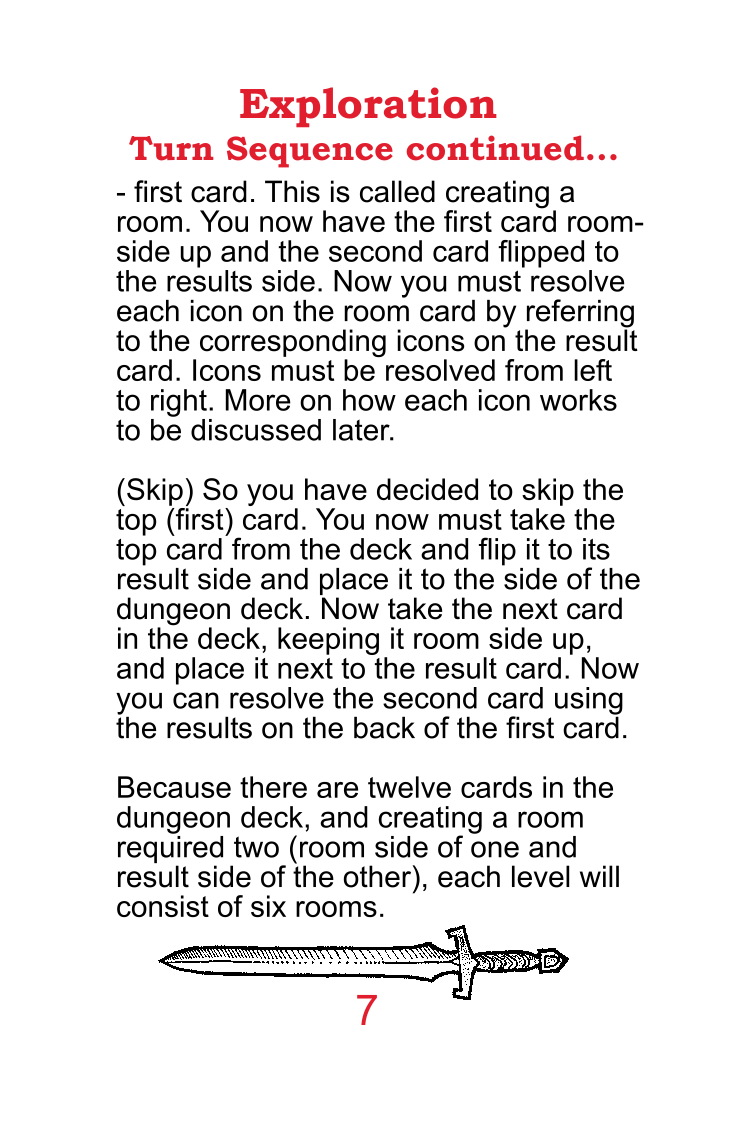 Exploration
Turn Sequence continued...
- first card. This is called creating a
room. You now have the first card room-
side up and the second card flipped to
the results side. Now you must resolve
each icon on the room card by referring
to the corresponding icons on the result
card. Icons must be resolved from left
to right. More on how each icon works
to be discussed later.

(Skip) So you have decided to skip the
top (first) card. You now must take the
top card from the deck and flip it to its
result side and place it to the side of the
dungeon deck. Now take the next card
in the deck, keeping it room side up,
and place it next to the result card. Now
you can resolve the second card using
the results on the back of the first card.

Because there are twelve cards in the
dungeon deck, and creating a room
required two (room side of one and
result side of the other), each level will
consist of six rooms.
7